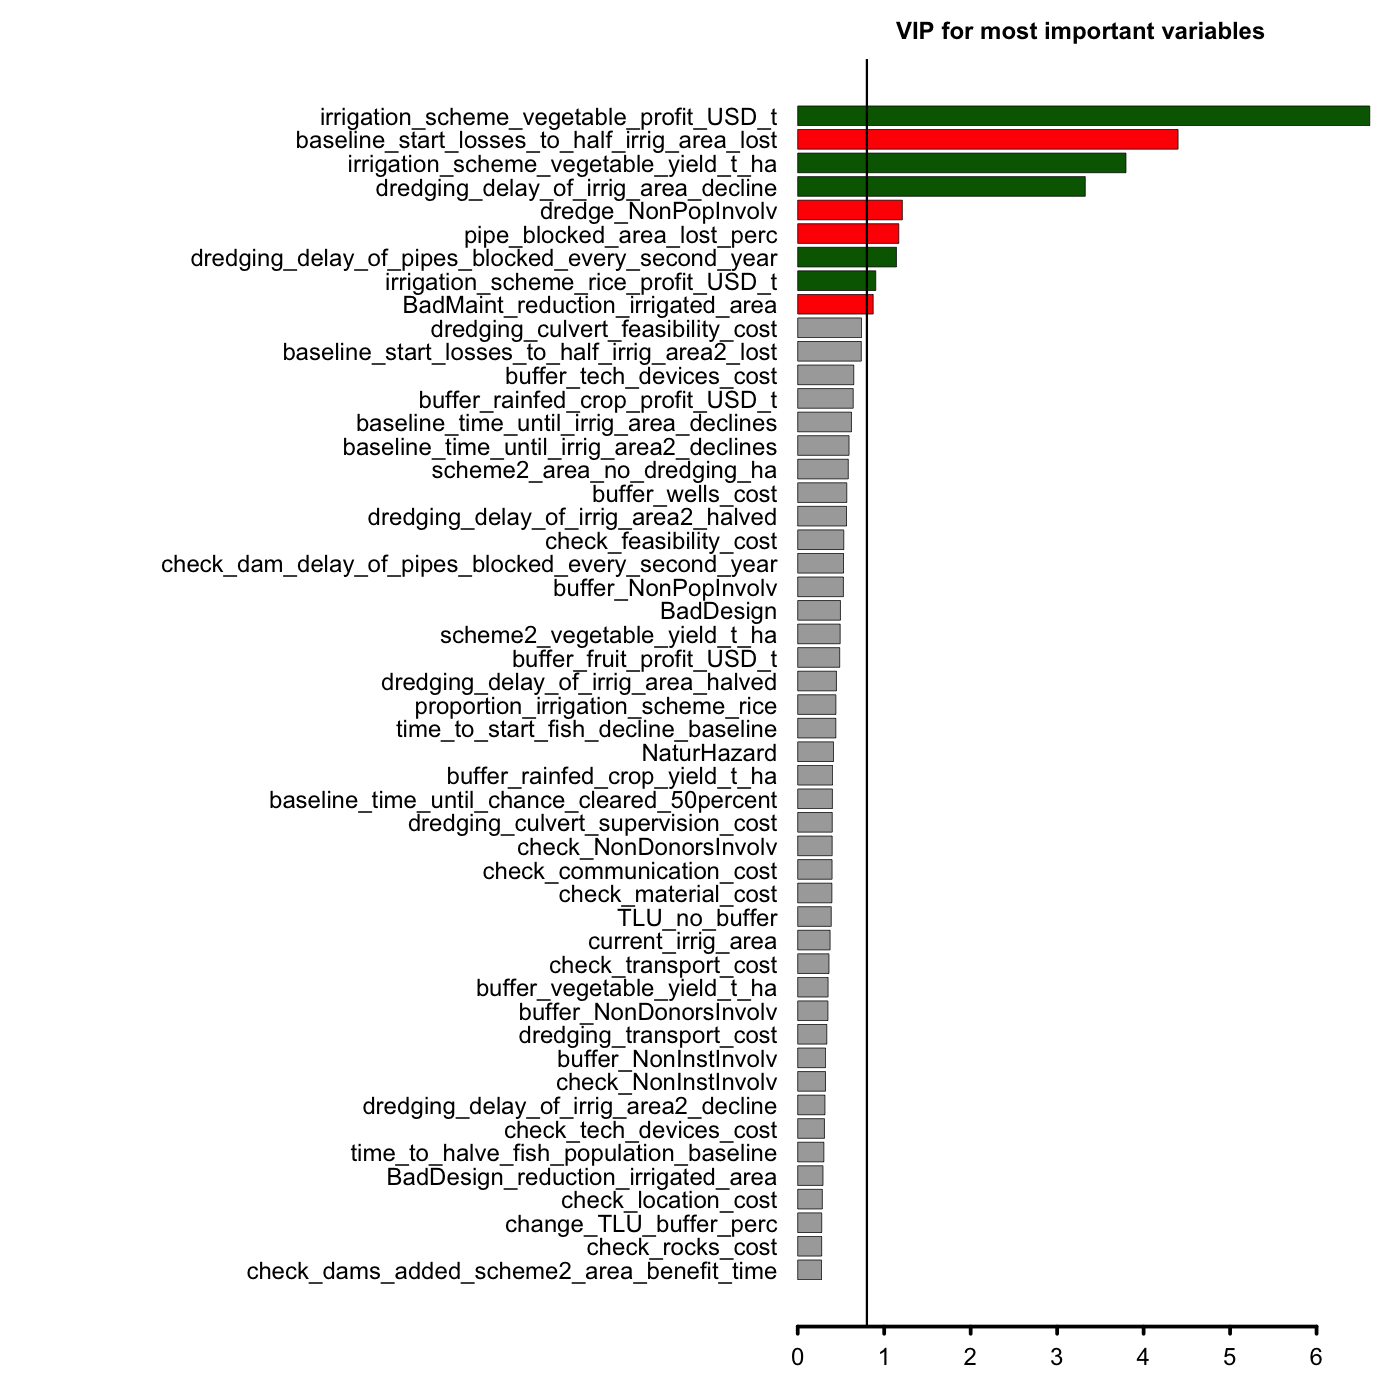 VIP for most important variables
irrigation_scheme_vegetable_profit_USD_t
baseline_start_losses_to_half_irrig_area_lost
irrigation_scheme_vegetable_yield_t_ha
dredging_delay_of_irrig_area_decline
dredge_NonPopInvolv
pipe_blocked_area_lost_perc
dredging_delay_of_pipes_blocked_every_second_year
irrigation_scheme_rice_profit_USD_t
BadMaint_reduction_irrigated_area
dredging_culvert_feasibility_cost
baseline_start_losses_to_half_irrig_area2_lost
buffer_tech_devices_cost
buffer_rainfed_crop_profit_USD_t
baseline_time_until_irrig_area_declines
baseline_time_until_irrig_area2_declines
scheme2_area_no_dredging_ha
buffer_wells_cost
dredging_delay_of_irrig_area2_halved
check_feasibility_cost
check_dam_delay_of_pipes_blocked_every_second_year
buffer_NonPopInvolv
BadDesign
scheme2_vegetable_yield_t_ha
buffer_fruit_profit_USD_t
dredging_delay_of_irrig_area_halved
proportion_irrigation_scheme_rice
time_to_start_fish_decline_baseline
NaturHazard
buffer_rainfed_crop_yield_t_ha
baseline_time_until_chance_cleared_50percent
dredging_culvert_supervision_cost
check_NonDonorsInvolv
check_communication_cost
check_material_cost
TLU_no_buffer
current_irrig_area
check_transport_cost
buffer_vegetable_yield_t_ha
buffer_NonDonorsInvolv
dredging_transport_cost
buffer_NonInstInvolv
check_NonInstInvolv
dredging_delay_of_irrig_area2_decline
check_tech_devices_cost
time_to_halve_fish_population_baseline
BadDesign_reduction_irrigated_area
check_location_cost
change_TLU_buffer_perc
check_rocks_cost
check_dams_added_scheme2_area_benefit_time
0 1 2 3 4 5 6